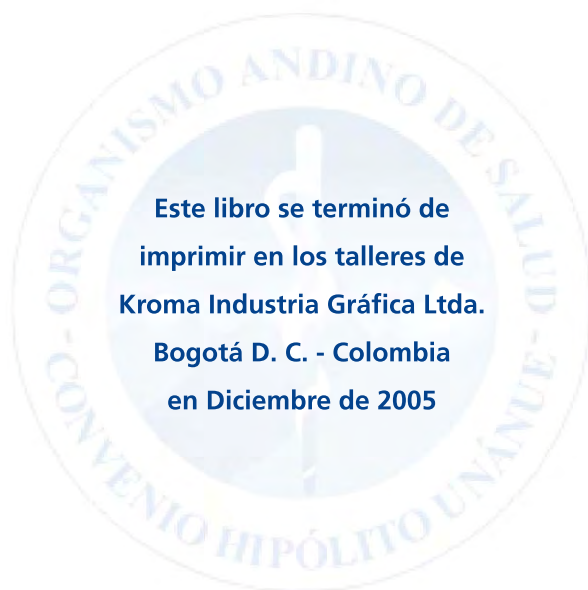 ORGANISMO ANDINO DE SALUD -
CONVENIO HIPÓLITO UNÁNUE -
Este libro se terminó de
imprimir en los talleres de
Kroma Industria Gráfica Ltda.
Bogotá D. C. - Colombia
en Diciembre de 2005